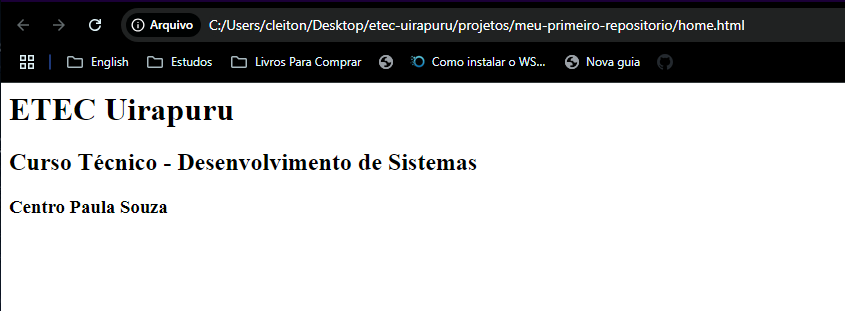 Arquivo C:/Users/cleiton/Desktop/etec-uirapuru/projetos/meu-primeiro-repositorio/home.html
English Estudos Livros Para Comprar Como instalar o WS... Nova guia
ETEC Uirapuru
Curso Técnico - Desenvolvimento de Sistemas
Centro Paula Souza